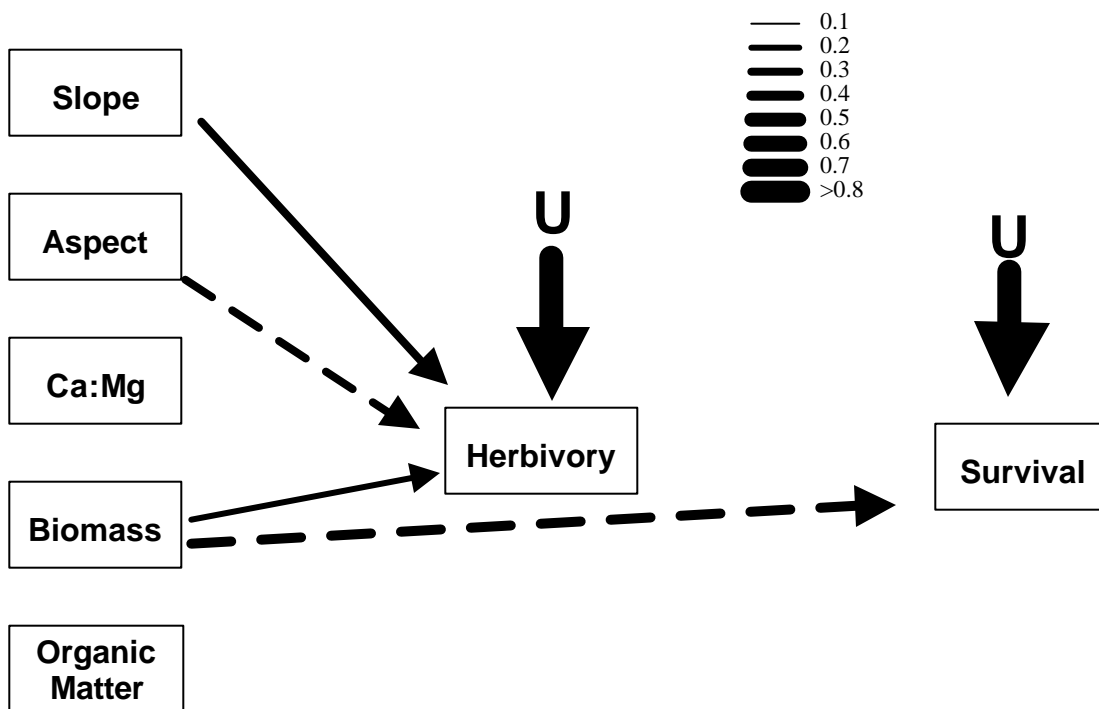 0.1
0.2
0.3
0.4
0.5
0.6
0.7
>0.8
Slope
Aspect
Ca:Mg
Biomass
Organic
Matter
U
Herbivory
U
Survival